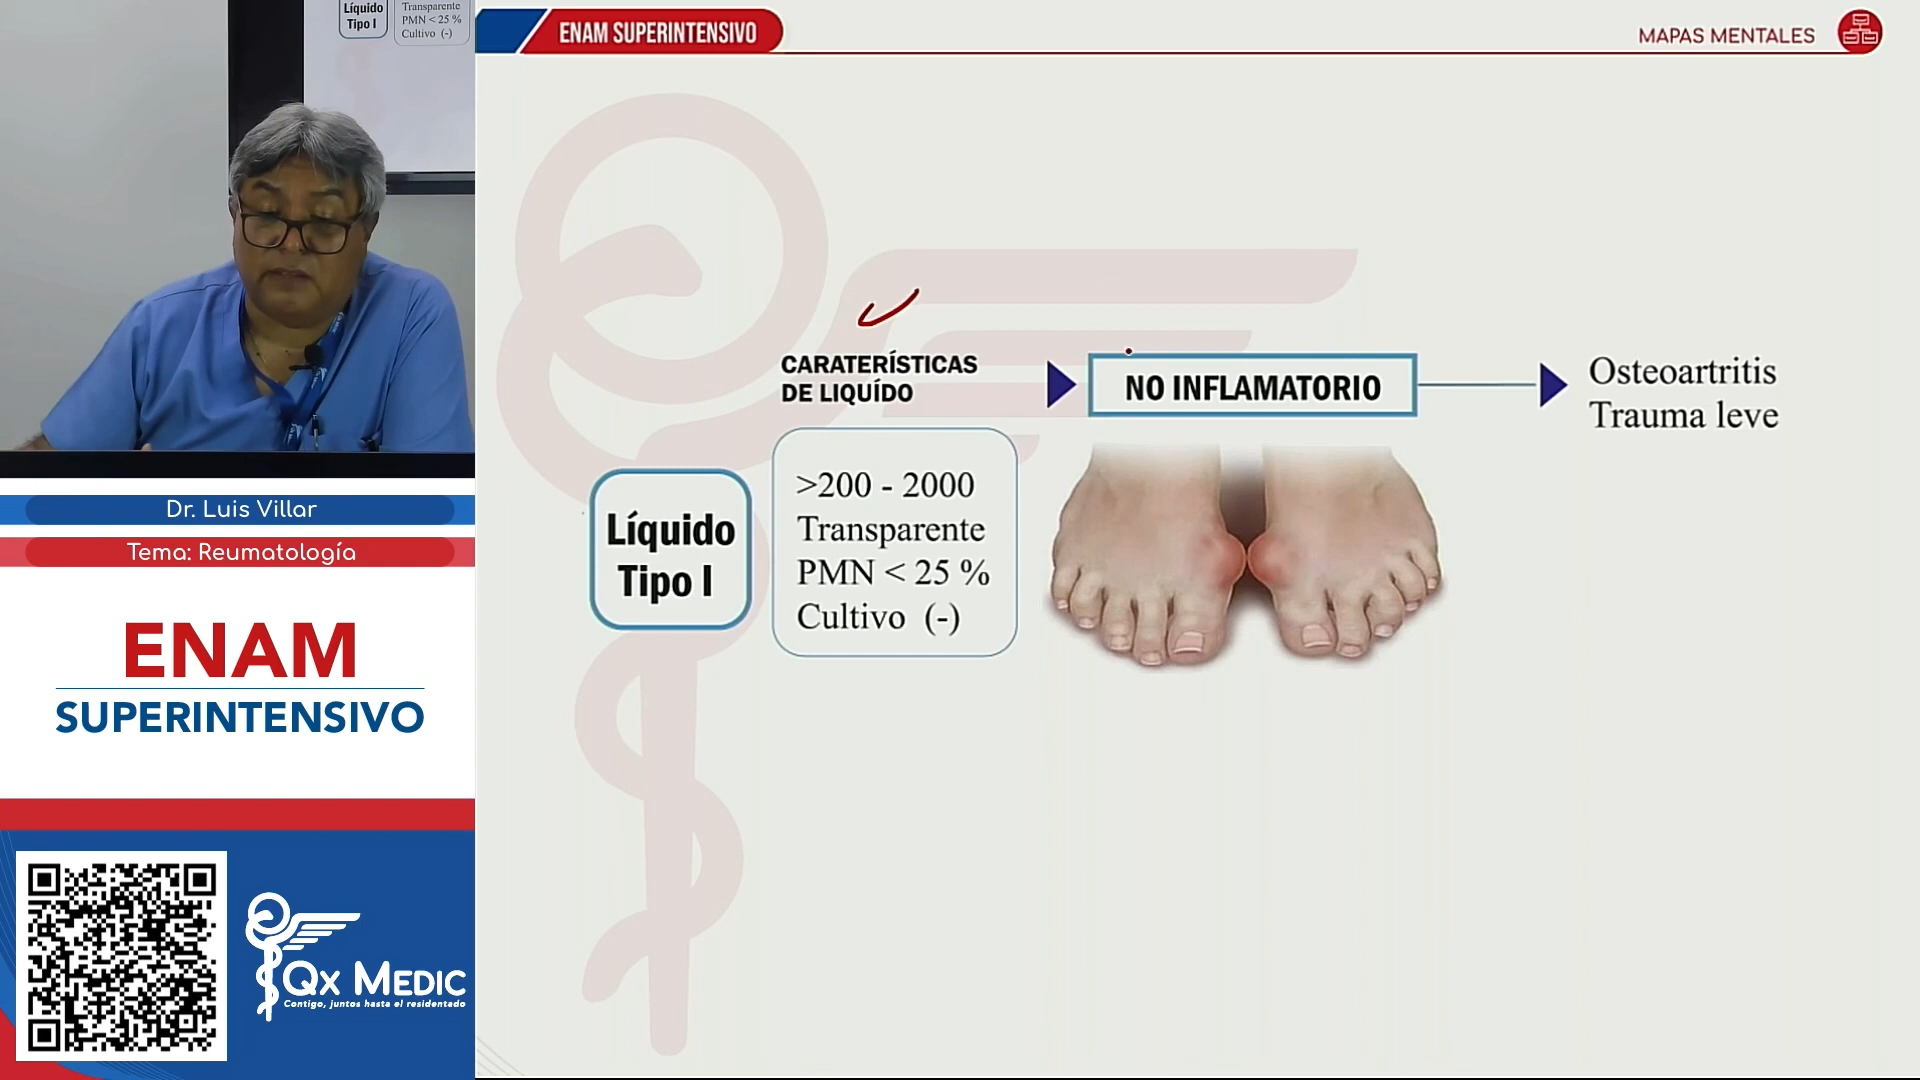 Líquido
Tipo I
Transparente
PMN < 25 %
Cultivo (-)
ENAM SUPERINTENSIVO
MAPAS MENTALES
CARATERÍSTICAS
DE LIQUÍDO
NO INFLAMATORIO
Osteoartritis
Trauma leve
Líquido
Tipo I
>200 - 2000
Transparente
PMN < 25 %
Cultivo (-)
Dr. Luis Villar
Tema: Reumatología
ENAM
SUPERINTENSIVO
QX MEDIC
Contigo, juntos hasta el residentado